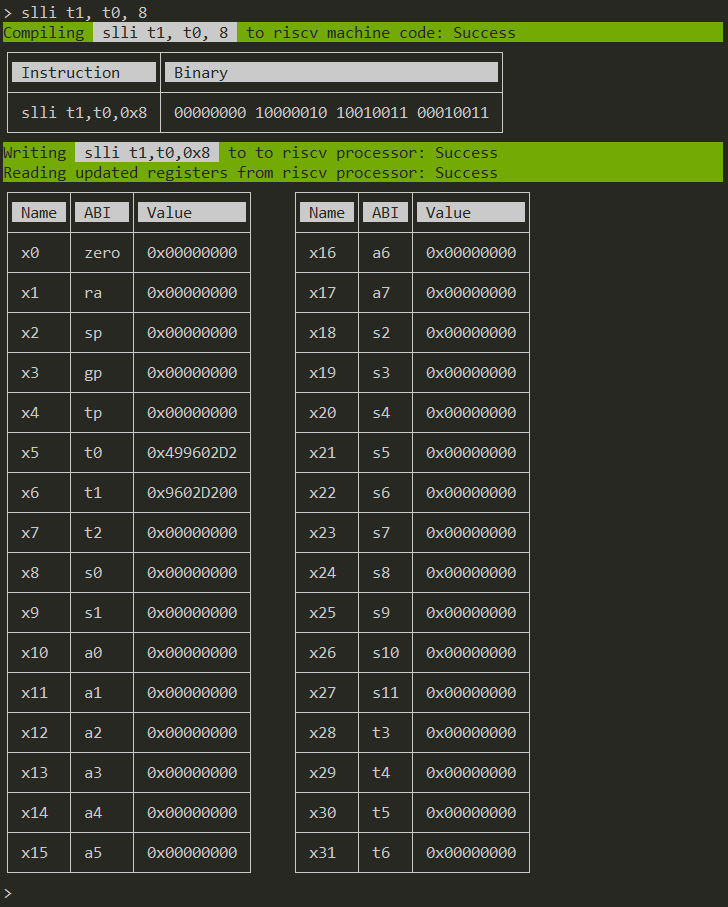 > slli t1, t0, 8
Compiling slli t1, t0, 8 to riscv machine code: Success
Instruction Binary
slli t1,t0,0x8 00000000 10000010 10010011 00010011
Writing slli t1,t0,0x8 to to riscv processor: Success
Reading updated registers from riscv processor: Success
Name ABI Value Name ABI Value
x0 zero 0x00000000 x16 a6 0x00000000
x1 ra 0x00000000 x17 a7 0x00000000
x2 sp 0x00000000 x18 s2 0x00000000
x3 gp 0x00000000 x19 s3 0x00000000
x4 tp 0x00000000 x20 s4 0x00000000
x5 t0 0x499602D2 x21 s5 0x00000000
x6 t1 0x9602D200 x22 s6 0x00000000
x7 t2 0x00000000 x23 s7 0x00000000
x8 s0 0x00000000 x24 s8 0x00000000
x9 s1 0x00000000 x25 s9 0x00000000
x10 a0 0x00000000 x26 s10 0x00000000
x11 a1 0x00000000 x27 s11 0x00000000
x12 a2 0x00000000 x28 t3 0x00000000
x13 a3 0x00000000 x29 t4 0x00000000
x14 a4 0x00000000 x30 t5 0x00000000
x15 a5 0x00000000 x31 t6 0x00000000
>